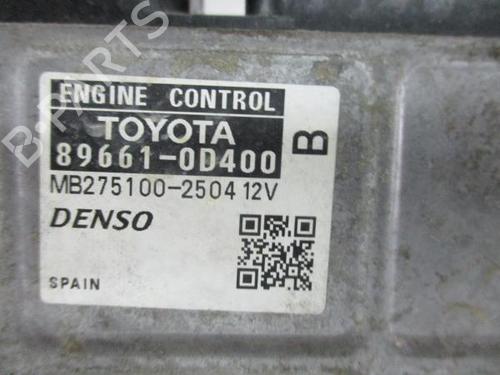 B-PARTS
ENGINE CONTROL
TOYOTA
89661-0D400
B
MB275100-2504 12V
DENSO
SPAIN